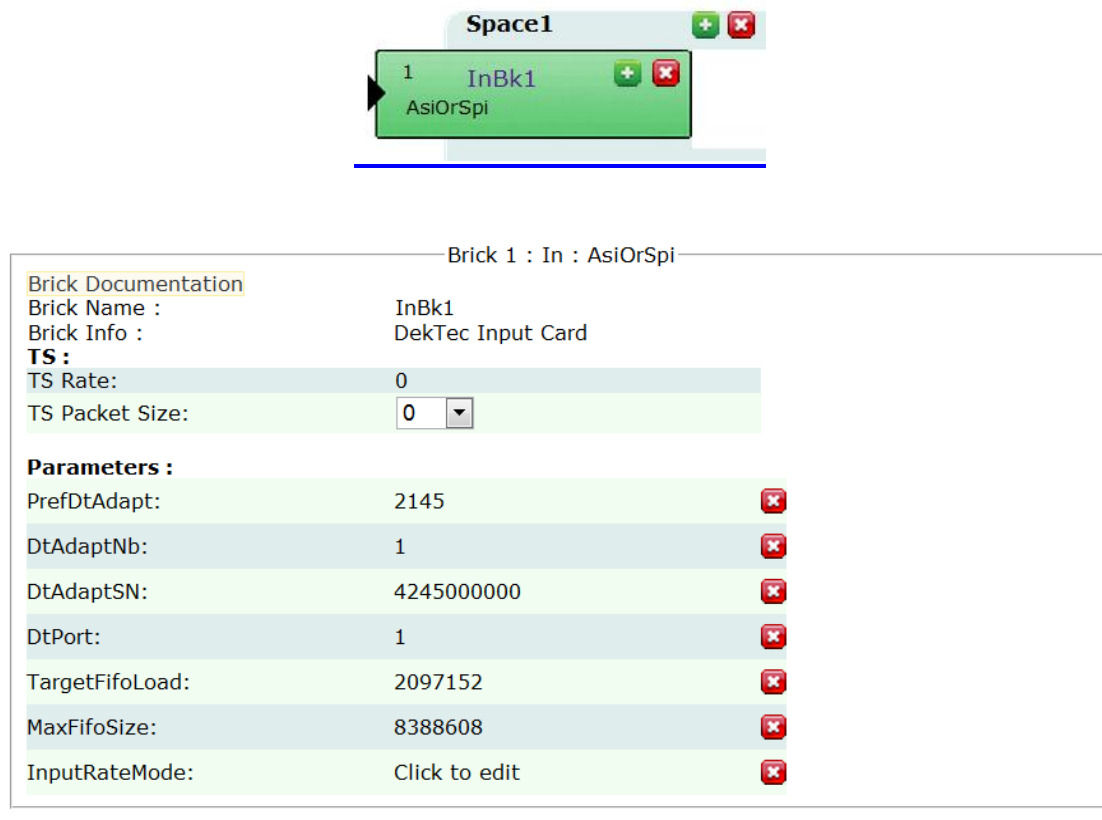 Space1
1 InBk1
AsiOrSpi
Brick 1 : In : AsiOrSpi
Brick Documentation
Brick Name : InBk1
Brick Info : DekTec Input Card
TS :
TS Rate: 0
TS Packet Size: 0
Parameters :
PrefDtAdapt: 2145
DtAdaptNb: 1
DtAdaptSN: 4245000000
DtPort: 1
TargetFifoLoad: 2097152
MaxFifoSize: 8388608
InputRateMode: Click to edit